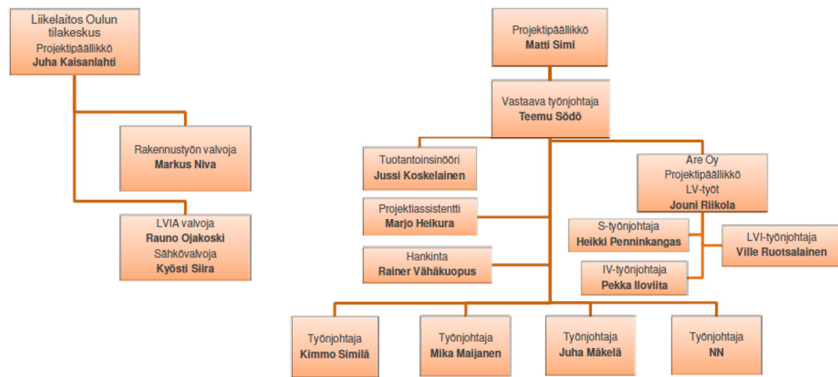 Liikelaitos Oulun
tilakeskus
Projektipäällikkö
Juha Kaisanlahti
Rakennustyön valvoja
Markus Niva
LVIA valvoja
Rauno Ojakoski
Sähkövalvoja
Kyösti Siira
Projektipäällikkö
Matti Simi
Vastaava työnjohtaja
Teemu Södö
Tuotantoinsinööri
Jussi Koskelainen
Projektiassistentti
Marjo Heikura
Hankinta
Rainer Vähäkuopus
Are Oy
Projektipäällikkö
LV-työt
Jouni Riikola
S-työnjohtaja
Heikki Penninkangas
LVI-työnjohtaja
Ville Ruotsalainen
IV-työnjohtaja
Pekka Iloviita
Työnjohtaja
Kimmo Similä
Työnjohtaja
Mika Maijanen
Työnjohtaja
Juha Mäkelä
Työnjohtaja
NN